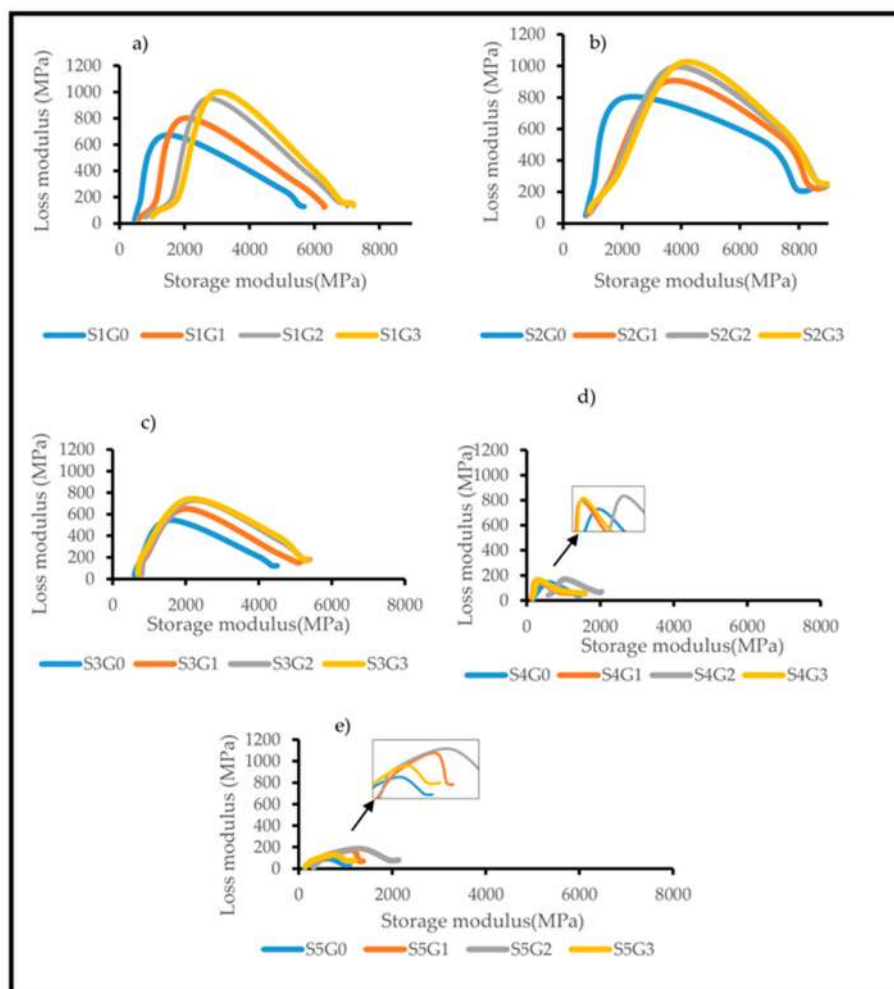 a)
Loss modulus (MPa)
1200
1000
800
600
400
200
0
0 2000 4000 6000 8000
Storage modulus(MPa)
S1G0 S1G1 S1G2 S1G3
b)
Loss modulus (MPa)
1200
1000
800
600
400
200
0
0 2000 4000 6000 8000
Storage modulus(MPa)
S2G0 S2G1 S2G2 S2G3
c)
Loss modulus (MPa)
1200
1000
800
600
400
200
0
0 2000 4000 6000 8000
Storage modulus(MPa)
S3G0 S3G1 S3G2 S3G3
d)
Loss modulus (MPa)
1200
1000
800
600
400
200
0
0 2000 4000 6000 8000
Storage modulus(MPa)
S4G0 S4G1 S4G2 S4G3
e)
Loss modulus (MPa)
1200
1000
800
600
400
200
0
0 2000 4000 6000 8000
Storage modulus(MPa)
S5G0 S5G1 S5G2 S5G3